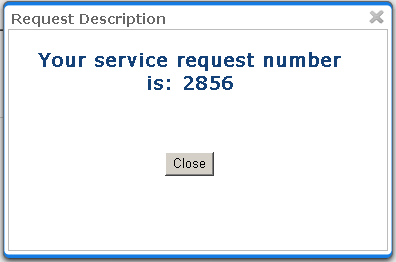 Request Description
Your service request number
is: 2856
Close